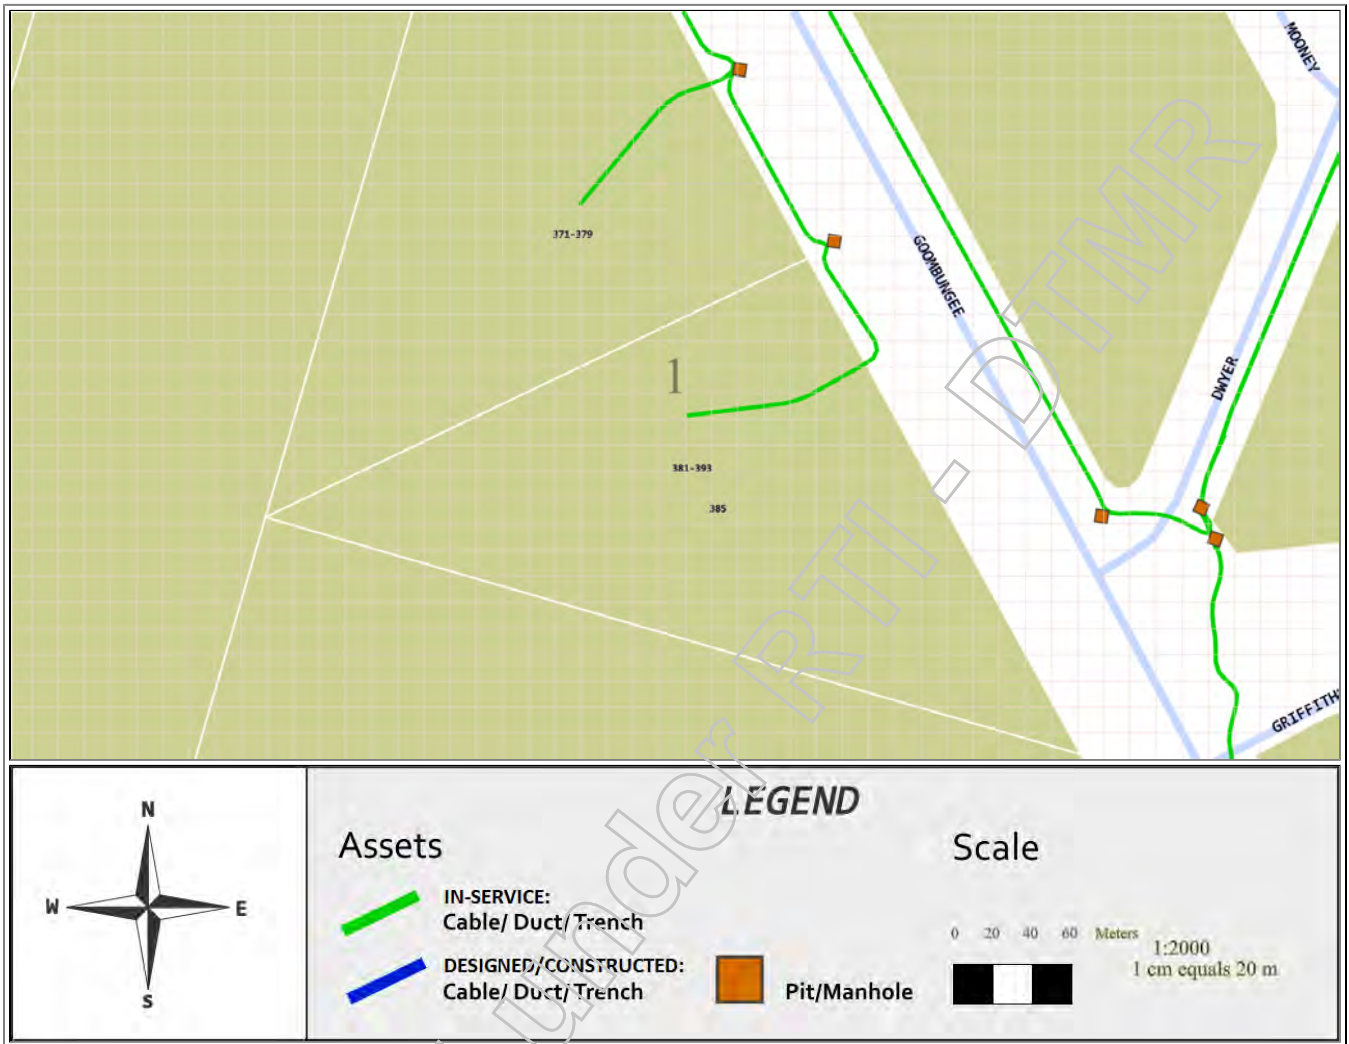 MOONEY
371-379
GOOMBUNGEE
1
DWYER
381-393
385
GRIFFITH
under RTI - DTMR
LEGEND
N
W E
S
Assets
IN-SERVICE:
Cable/ Duct/ Trench
DESIGNED/CONSTRUCTED:
Cable/ Duct/ Trench
Pit/Manhole
Scale
0 20 40 60 Meters
1:2000
1 cm equals 20 m